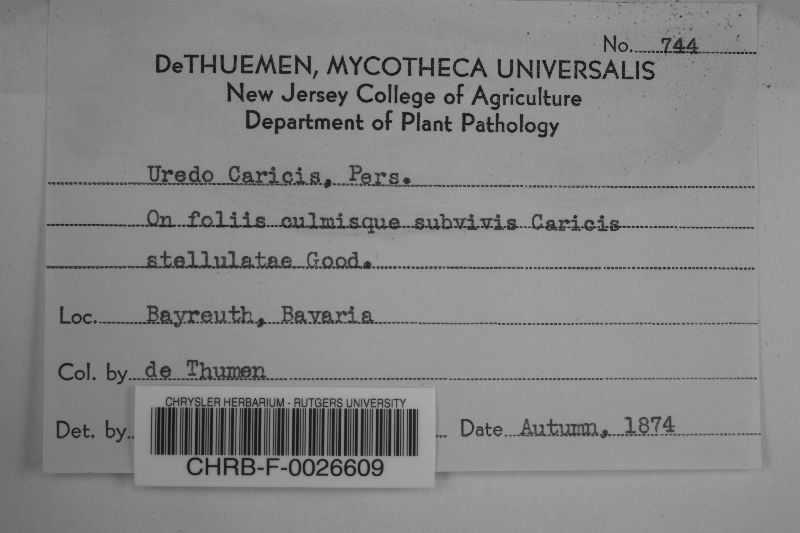 No. 744
DeTHUEMEN, MYCOTHECA UNIVERSALIS
New Jersey College of Agriculture
Department of Plant Pathology
Uredo Caricis, Pers.
On foliis culmisque subvivis Caricis
stellulatae Good.
Loc. Bayreuth, Bavaria
Col. by de Thumen
Det. by Date Autumn, 1874
CHRYSLER HERBARIUM - RUTGERS UNIVERSITY
CHRB-F-0026609